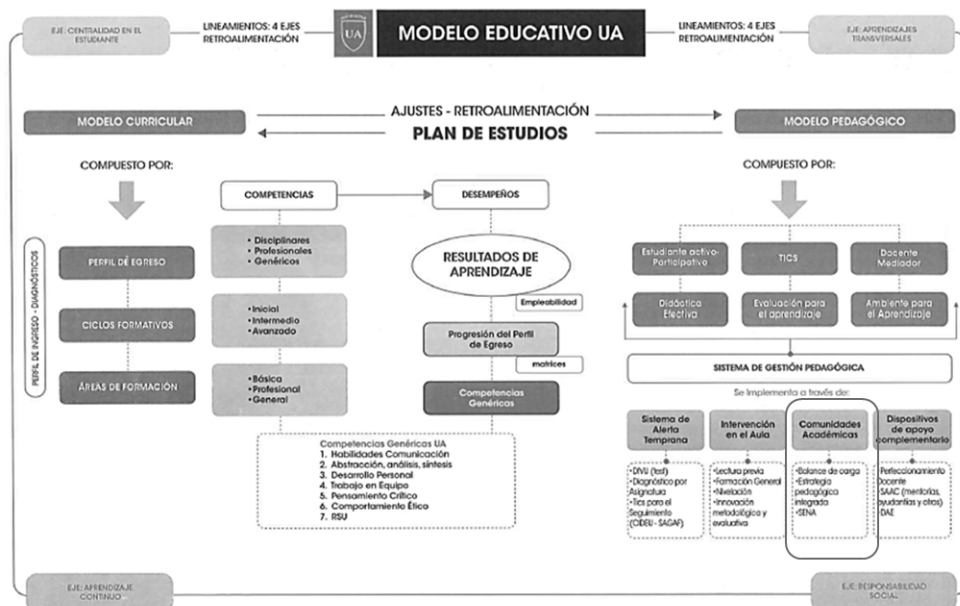 EJE: CENTRALIDAD EN EL
ESTUDIANTE
LINEAMIENTOS: 4 EJES
RETROALIMENTACIÓN
UA
MODELO EDUCATIVO UA
LINEAMIENTOS: 4 EJES
RETROALIMENTACIÓN
EJE: APRENDIZAJES
TRANSVERSALES
MODELO CURRICULAR
AJUSTES - RETROALIMENTACIÓN
PLAN DE ESTUDIOS
MODELO PEDAGÓGICO
COMPUESTO POR:
PERFIL DE INGRESO - DIAGNÓSTICOS
PERFIL DE EGRESO
CICLOS FORMATIVOS
ÁREAS DE FORMACIÓN
COMPETENCIAS
• Disciplinares
• Profesionales
• Genéricos
• Inicial
• Intermedio
• Avanzado
• Básica
• Profesional
• General
DESEMPEÑOS
RESULTADOS DE
APRENDIZAJE
Empleabilidad
Progresión del Perfil
de Egreso
matrices
Competencias
Genéricas
Competencias Genéricas UA
1. Habilidades Comunicación
2. Abstracción, análisis, síntesis
3. Desarrollo Personal
4. Trabajo en Equipo
5. Pensamiento Crítico
6. Comportamiento Ético
7. RSU
COMPUESTO POR:
Estudiante activo-
Participativo
TICS
Docente
Mediador
Didáctica
Efectiva
Evaluación para
el aprendizaje
Ambiente para
el Aprendizaje
SISTEMA DE GESTIÓN PEDAGÓGICA
Se implementa a través de:
Sistema de
Alerta
Temprana
• DIVU (test)
• Diagnóstico por
Asignatura
• Tics para el
Seguimiento
(CIDEU - SAGAF)
Intervención
en el Aula
• Lectura previa
• Formación General
• Nivelación
• Innovación
metodológica y
evaluativa
Comunidades
Académicas
• Balance de carga
• Estrategia
pedagógica
integrada
• SENA
Dispositivos
de apoyo
complementario
• Perfeccionamiento
Docente
• SAAC (mentorías,
ayudantías y otras)
• DAE
EJE: APRENDIZAJE
CONTINUO
EJE: RESPONSABILIDAD
SOCIAL